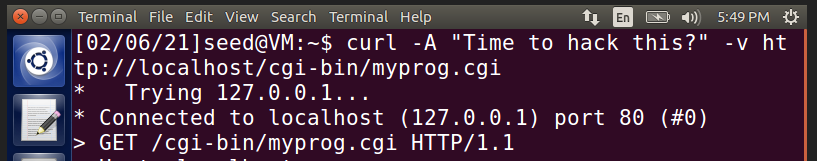 Terminal Terminal File Edit View Search Terminal Help En 5:49 PM
[02/06/21]seed@VM:~$ curl -A "Time to hack this?" -v ht
tp://localhost/cgi-bin/myprog.cgi
*   Trying 127.0.0.1...
* Connected to localhost (127.0.0.1) port 80 (#0)
> GET /cgi-bin/myprog.cgi HTTP/1.1